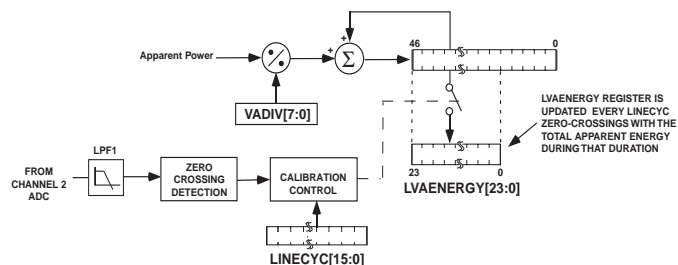 46
0
+
+
Apparent Power
Σ
VADIV[7:0]
LVAENERGY REGISTER IS
UPDATED EVERY LINECYC
ZERO-CROSSINGS WITH THE
TOTAL APPARENT ENERGY
DURING THAT DURATION
LPF1
FROM
CHANNEL 2
ADC
ZERO
CROSSING
DETECTION
CALIBRATION
CONTROL
23
0
LVAENERGY[23:0]
LINECYC[15:0]